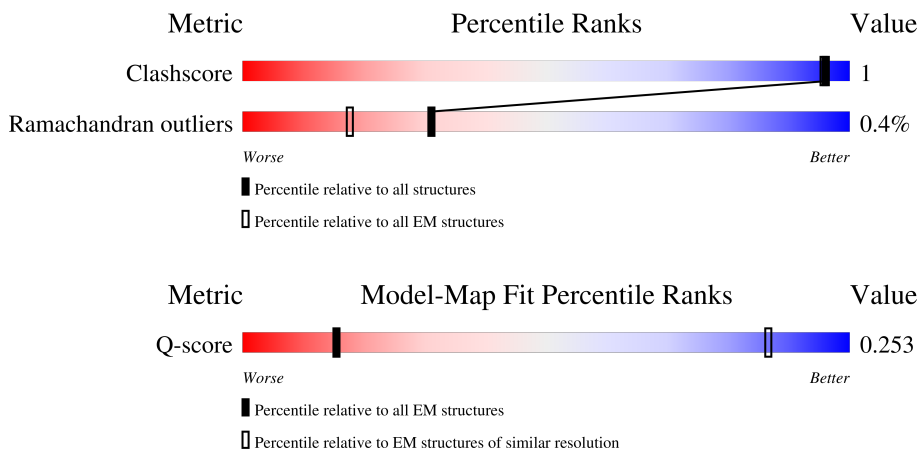 Metric Percentile Ranks Value
Clashscore 1
Ramachandran outliers 0.4%
Worse Better
Percentile relative to all structures
Percentile relative to all EM structures
Metric Model-Map Fit Percentile Ranks Value
Q-score 0.253
Worse Better
Percentile relative to all EM structures
Percentile relative to EM structures of similar resolution